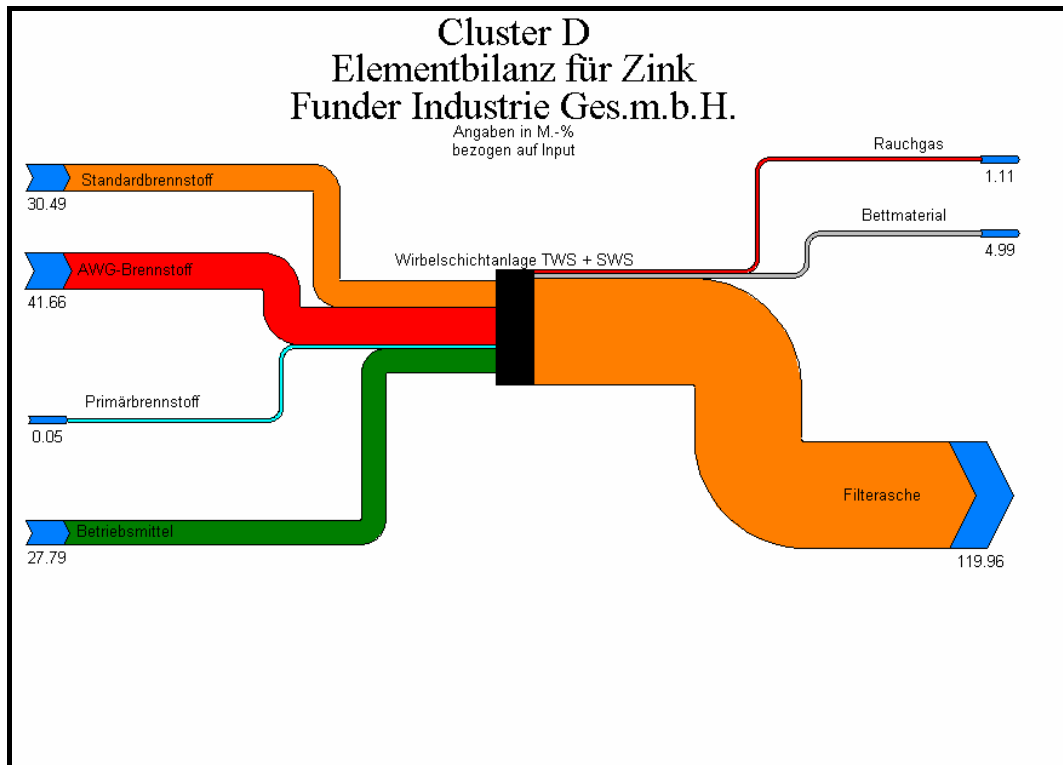 Cluster D
Elementbilanz für Zink
Funder Industrie Ges.m.b.H.
Angaben in M.-%
bezogen auf Input
Rauchgas
1.11
Standardbrennstoff
30.49
Bettmaterial
4.99
Wirbelschichtanlage TWS + SWS
AWG-Brennstoff
41.66
Primärbrennstoff
0.05
Filterasche
119.96
Betriebsmittel
27.79